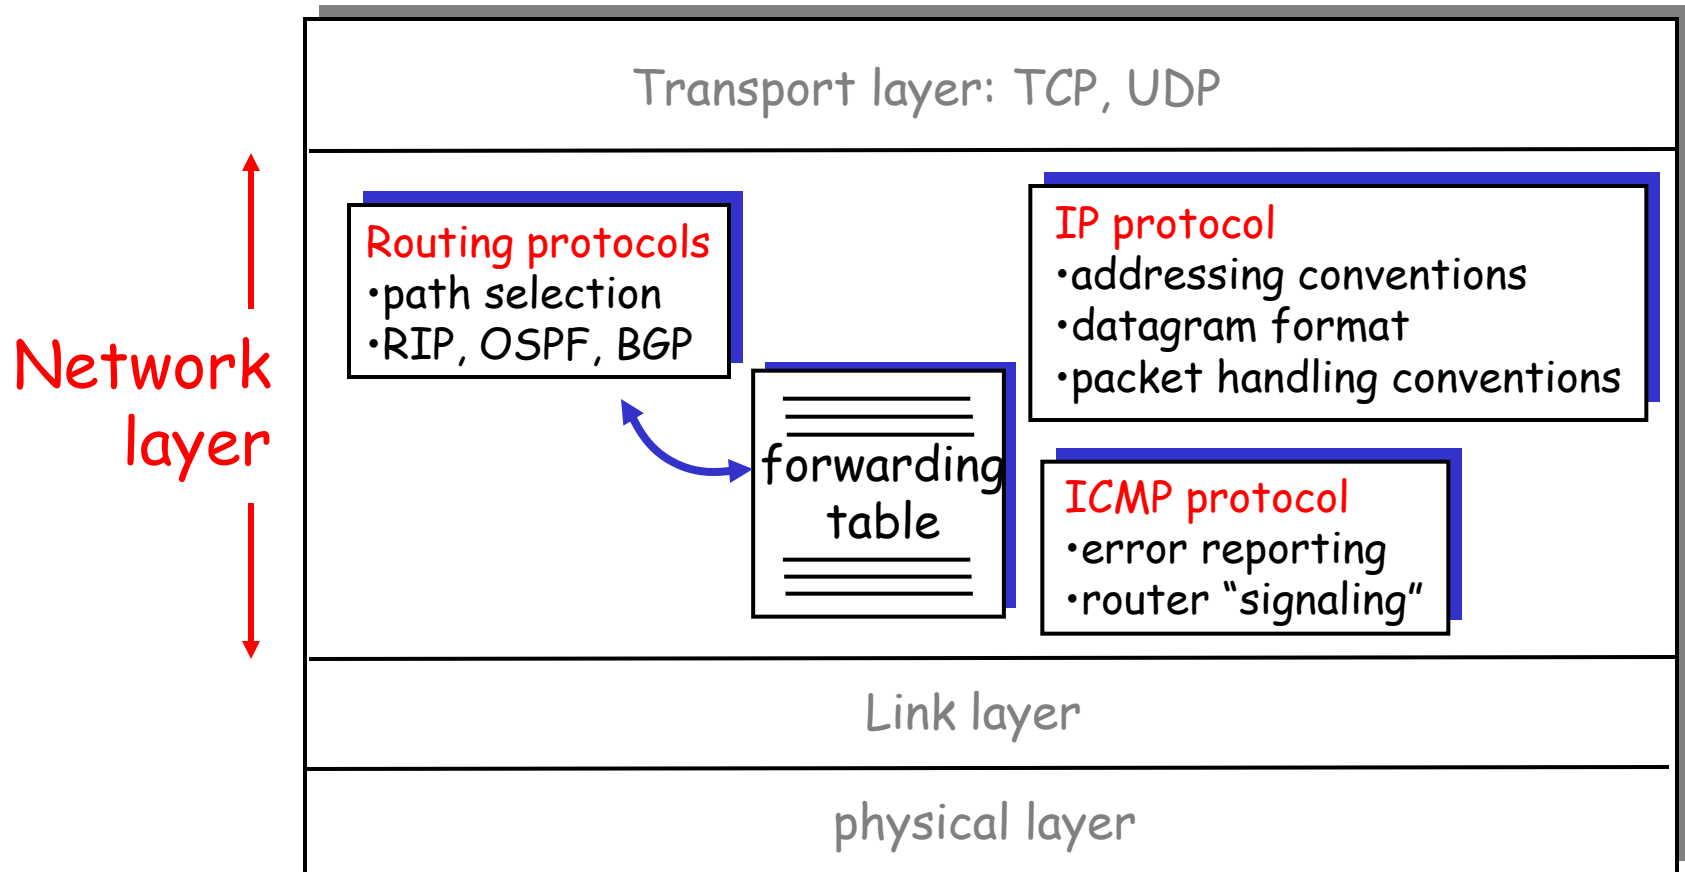 Transport layer: TCP, UDP
Network
layer
Routing protocols
•path selection
•RIP, OSPF, BGP
forwarding
table
IP protocol
•addressing conventions
•datagram format
•packet handling conventions
ICMP protocol
•error reporting
•router “signaling”
Link layer
physical layer